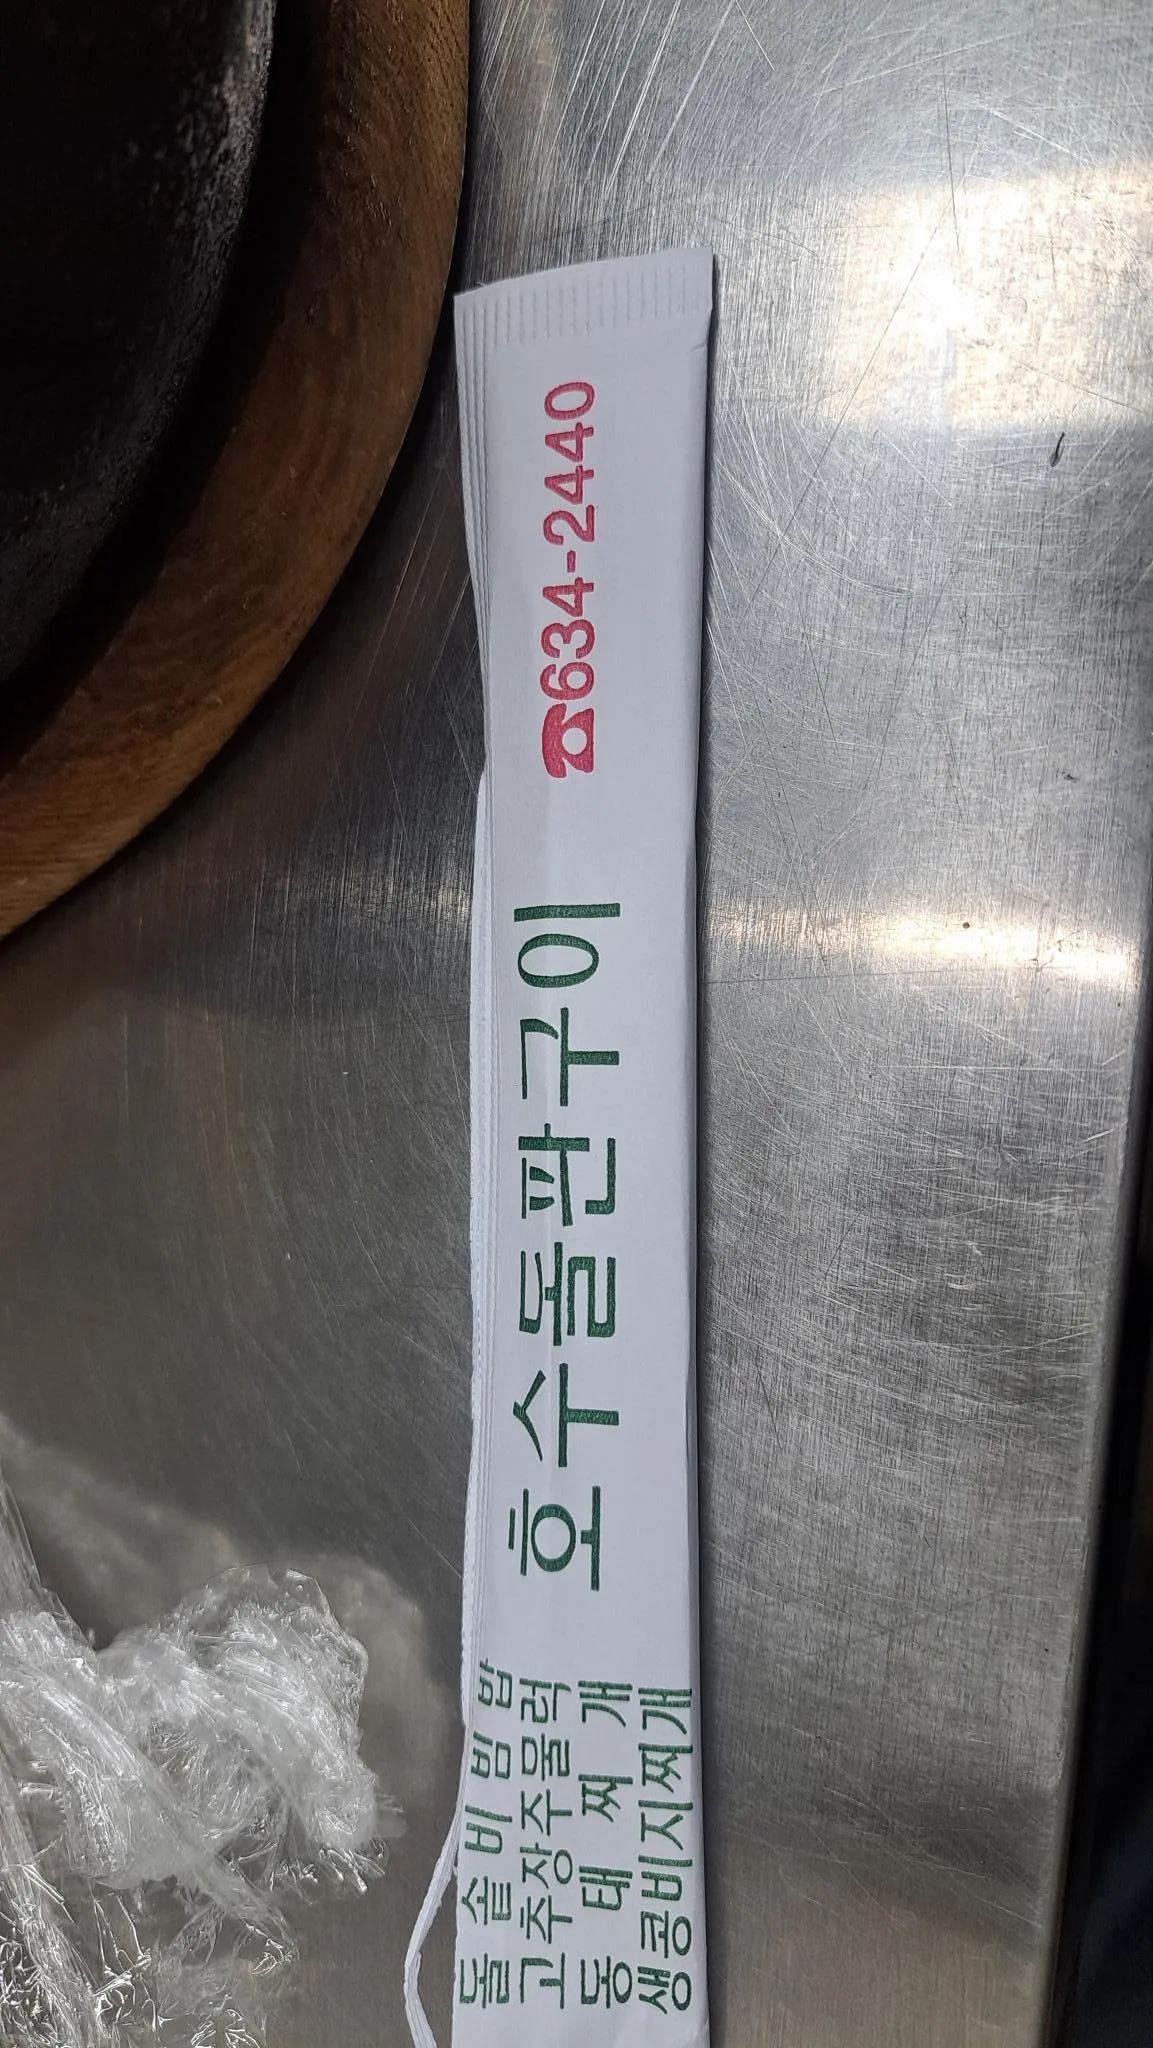 돌솥비빔밥
고추장주물럭
동태찌개
생콩비지찌개
호수돌판구이
☎634-2440